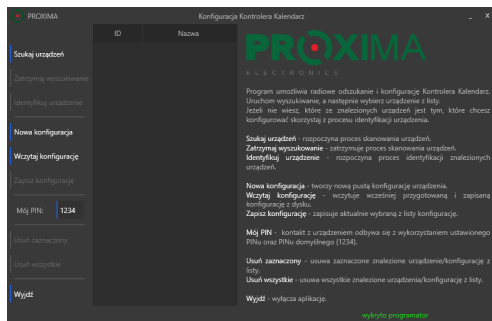 PROXIMA
Konfiguracja Kontrolera Kalendarz
_ X
ID Nazwa
Szukaj urządzeń
Zatrzymaj wyszukiwanie
Identyfikuj urządzenie
Nowa konfiguracja
Wczytaj konfigurację
Zapisz konfigurację
Mój PIN: 1234
Usuń zaznaczony
Usuń wszystkie
Wyjdź
PROXIMA
ELECTRONICS
Program umożliwia radiowe odszukanie i konfigurację Kontrolera Kalendarz.
Uruchom wyszukiwanie, a następnie wybierz urządzenie z listy.
Jeżeli nie wiesz, które ze znalezionych urządzeń jest tym, które chcesz
konfigurować skorzystaj z procesu identyfikacji urządzenia.
Szukaj urządzeń - rozpoczyna proces skanowania urządzeń.
Zatrzymaj wyszukowanie - zatrzymuje proces skanowania urządzeń.
Identyfikuj urządzenie - rozpoczyna proces identyfikacji znalezionych
urządzeń.
Nowa konfiguracja - tworzy nową pustą konfigurację urządzenia.
Wczytaj konfigurację - wczytuje wcześniej przygotowaną i zapisaną
konfigurację z dysku.
Zapisz konfigurację - zapisuje aktualnie wybraną z listy konfigurację.
Mój PIN - kontakt z urządzeniem odbywa się z wykorzystaniem ustawionego
PINu oraz PINu domyślnego (1234).
Usuń zaznaczony - usuwa zaznaczone znalezione urządzenie/konfigurację z
listy.
Usuń wszystkie - usuwa wszystkie znalezione urządzenia/konfigurację z listy.
Wyjdź - wyłącza aplikację.
wykryto programator